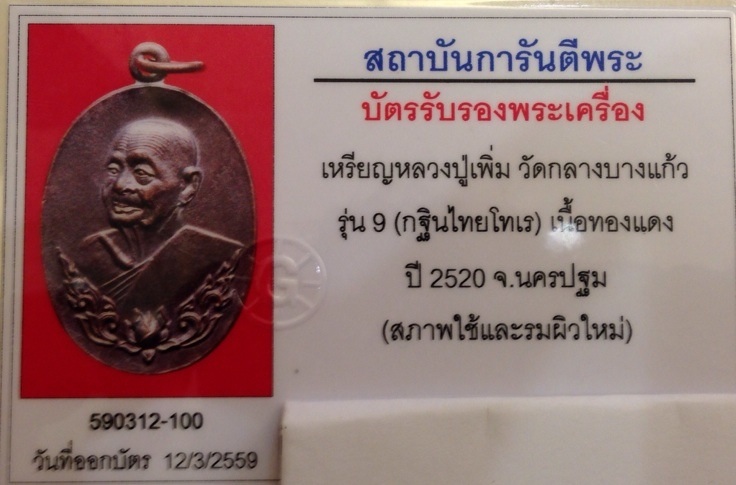 สถาบันการันตีพระ
บัตรรับรองพระเครื่อง
เหรียญหลวงปู่เพิ่ม วัดกลางบางแก้ว
รุ่น 9 (กฐินไทยโทเร) เนื้อทองแดง
ปี 2520 จ.นครปฐม
(สภาพใช้และรมผิวใหม่)
G
590312-100
วันที่ออกบัตร 12/3/2559